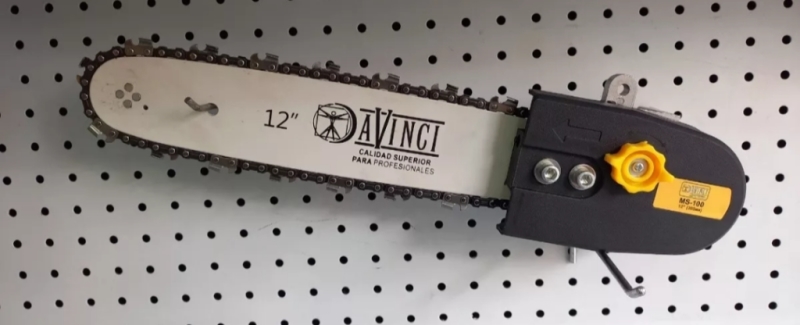 12"
DAVINCI
CALIDAD SUPERIOR
PARA PROFESIONALES
MS-100